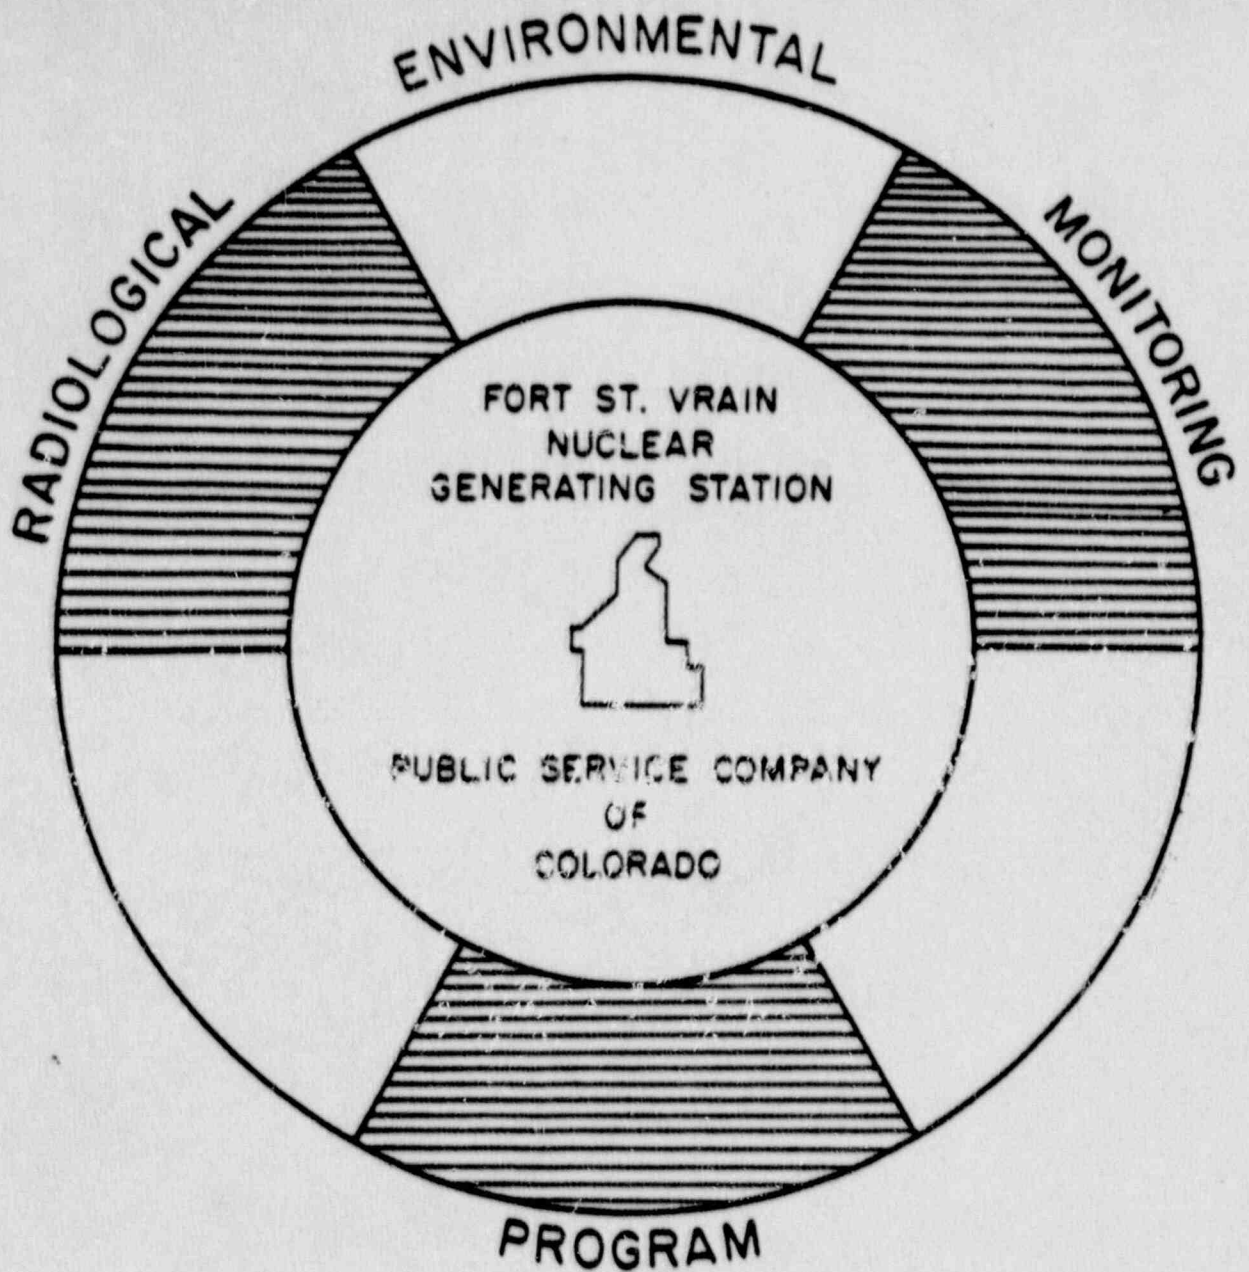 RADIOLOGICAL
ENVIRONMENTAL
MONITORING
PROGRAM
FORT ST. VRAIN
NUCLEAR
GENERATING STATION
PUBLIC SERVICE COMPANY
OF
COLORADO